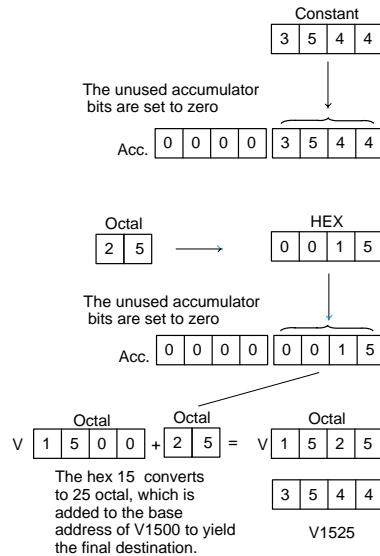 Constant
3 5 4 4
The unused accumulator
bits are set to zero
Acc. 0 0 0 0 3 5 4 4
Octal
HEX
2 5
0 0 1 5
The unused accumulator
bits are set to zero
Acc. 0 0 0 0 0 0 1 5
Octal Octal Octal
V 1 5 0 0 + 2 5 = V 1 5 2 5
The hex 15 converts
to 25 octal, which is
added to the base
address of V1500 to yield
the final destination.
3 5 4 4
V1525